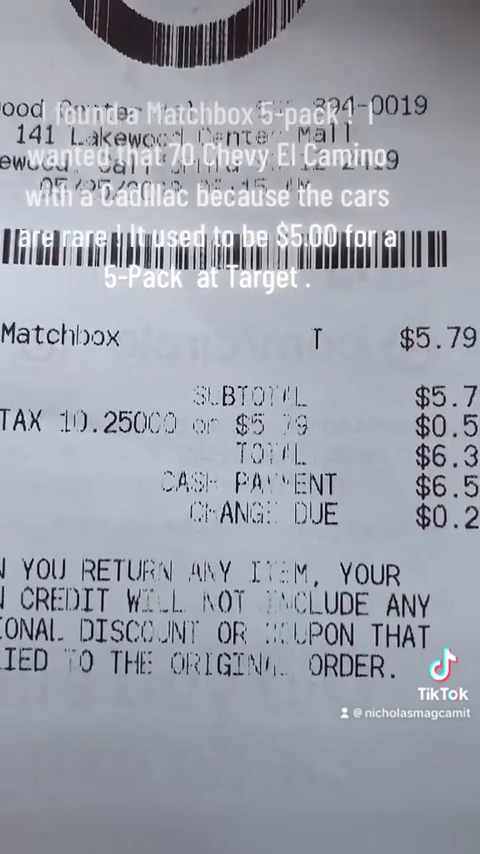 found a Matchbox 5-pack ! I
wanted that 70 Chevy El Camino
with a Cadillac because the cars
are rare ! It used to be $5.00 for a
5-Pack at Target .
394-0019
141 Lakewood Center Mall
Matchbox T $5.79
SUBTOTAL $5.7
TAX 10.25000 on $5 79 $0.5
TOTAL $6.3
CASH PAYMENT $6.5
CHANGE DUE $0.2
N YOU RETURN ANY ITEM, YOUR
N CREDIT WILL NOT INCLUDE ANY
IONAL DISCOUNT OR COUPON THAT
LIED TO THE ORIGINAL ORDER.
TikTok
@nicholasmagcamit